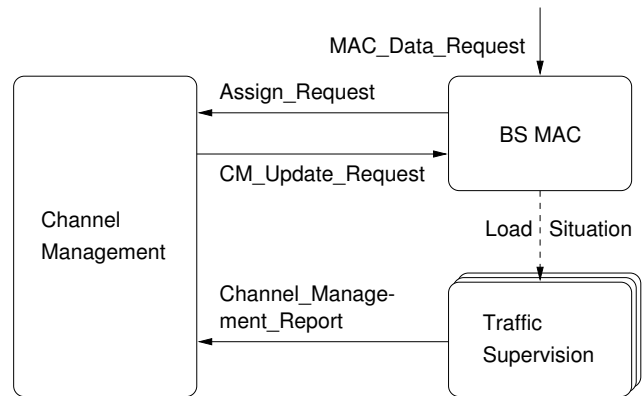 MAC_Data_Request
Assign_Request
BS MAC
CM_Update_Request
Channel
Management
Load Situation
Channel_Manage-
ment_Report
Traffic
Supervision